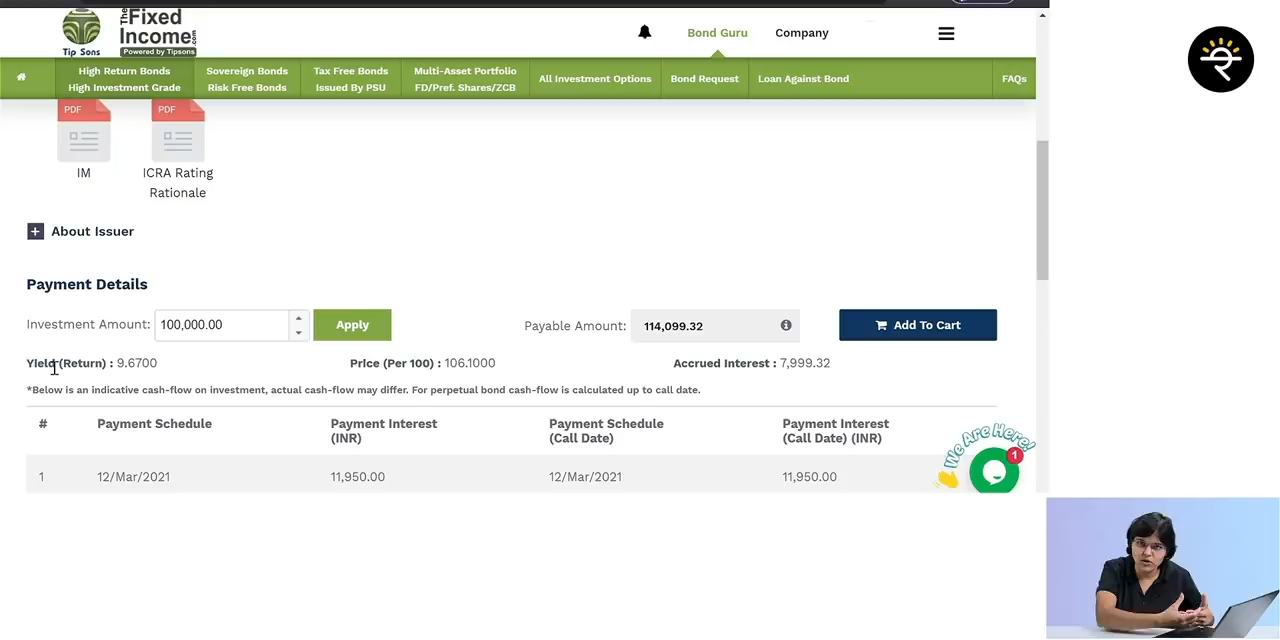 The Fixed
Income.com
Tip Sons
Powered by Tipsons
Bond Guru
Company
High Return Bonds
High Investment Grade
Sovereign Bonds
Risk Free Bonds
Tax Free Bonds
Issued By PSU
Multi-Asset Portfolio
FD/Pref. Shares/ZCB
All Investment Options
Bond Request
Loan Against Bond
FAQs
PDF
PDF
IM
ICRA Rating
Rationale
+ About Issuer
Payment Details
Investment Amount: 100,000.00
Apply
Payable Amount: 114,099.32
Add To Cart
Yield (Return) : 9.6700
Price (Per 100) : 106.1000
Accrued Interest : 7,999.32
*Below is an indicative cash-flow on investment, actual cash-flow may differ. For perpetual bond cash-flow is calculated up to call date.
# Payment Schedule Payment Interest (INR) Payment Schedule (Call Date) Payment Interest (Call Date) (INR)
1 12/Mar/2021 11,950.00 12/Mar/2021 11,950.00
We Are Here!
1